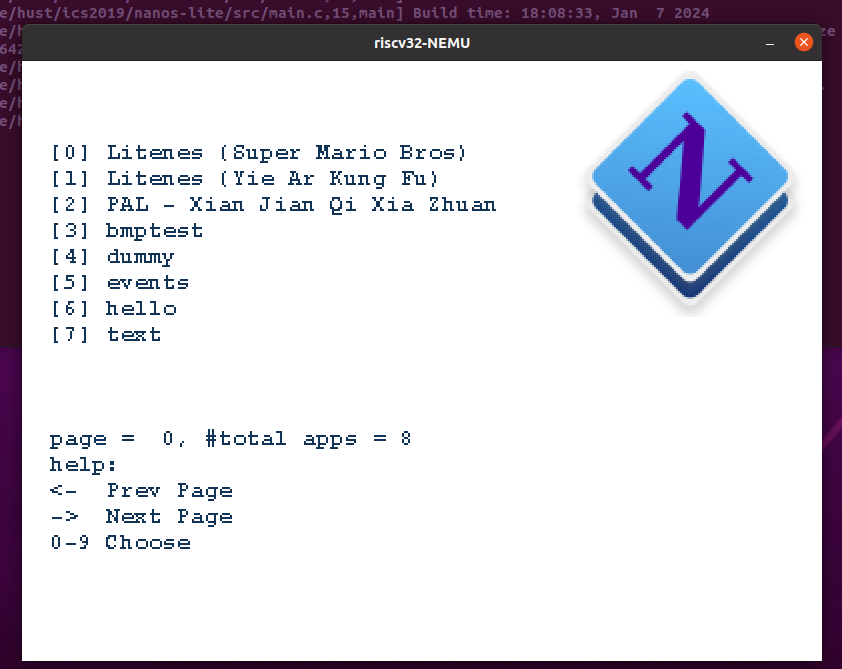 e/hust/ics2019/nanos-lite/src/main.c,15,main] Build time: 18:08:33, Jan  7 2024
riscv32-NEMU
[0] Litenes (Super Mario Bros)
[1] Litenes (Yie Ar Kung Fu)
[2] PAL - Xian Jian Qi Xia Zhuan
[3] bmptest
[4] dummy
[5] events
[6] hello
[7] text
N
page =  0, #total apps = 8
help:
<-  Prev Page
->  Next Page
0-9 Choose